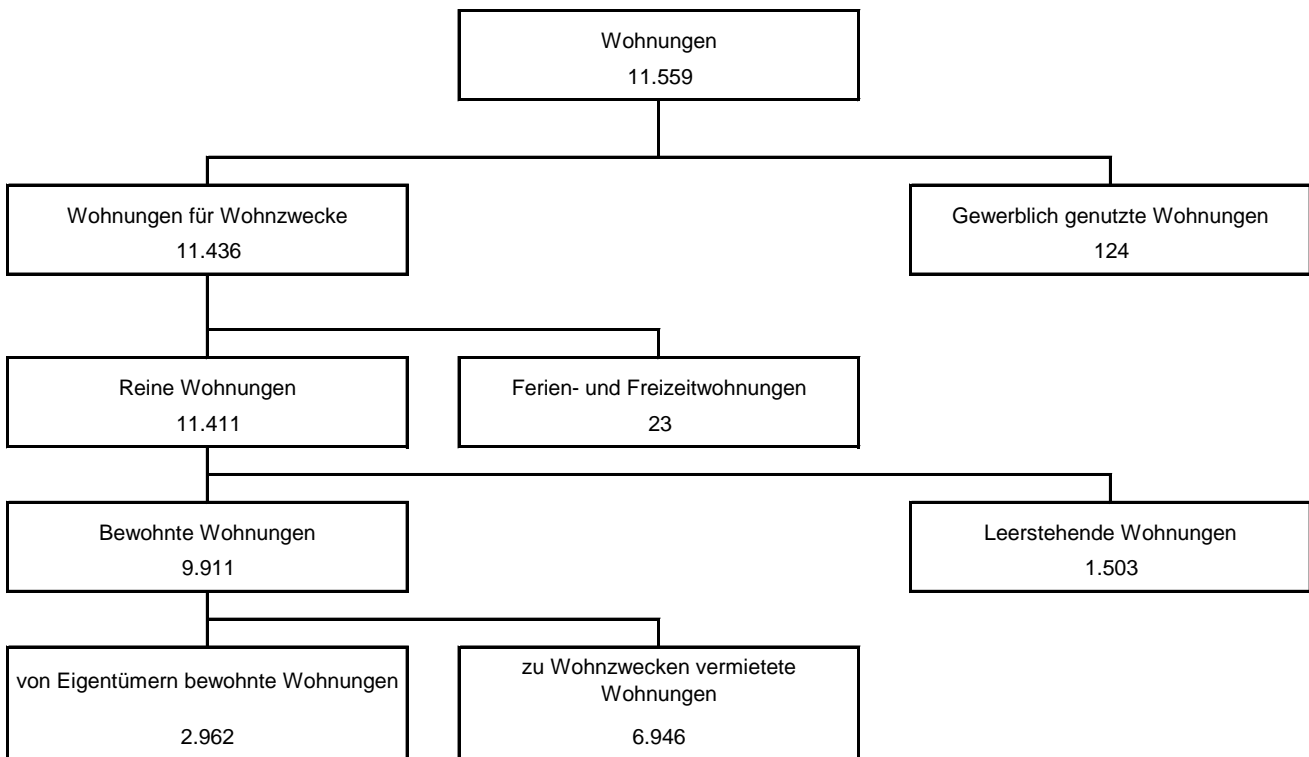 Wohnungen
11.559
Wohnungen für Wohnzwecke
11.436
Gewerblich genutzte Wohnungen
124
Reine Wohnungen
11.411
Ferien- und Freizeitwohnungen
23
Bewohnte Wohnungen
9.911
Leerstehende Wohnungen
1.503
von Eigentümern bewohnte Wohnungen
2.962
zu Wohnzwecken vermietete
Wohnungen
6.946